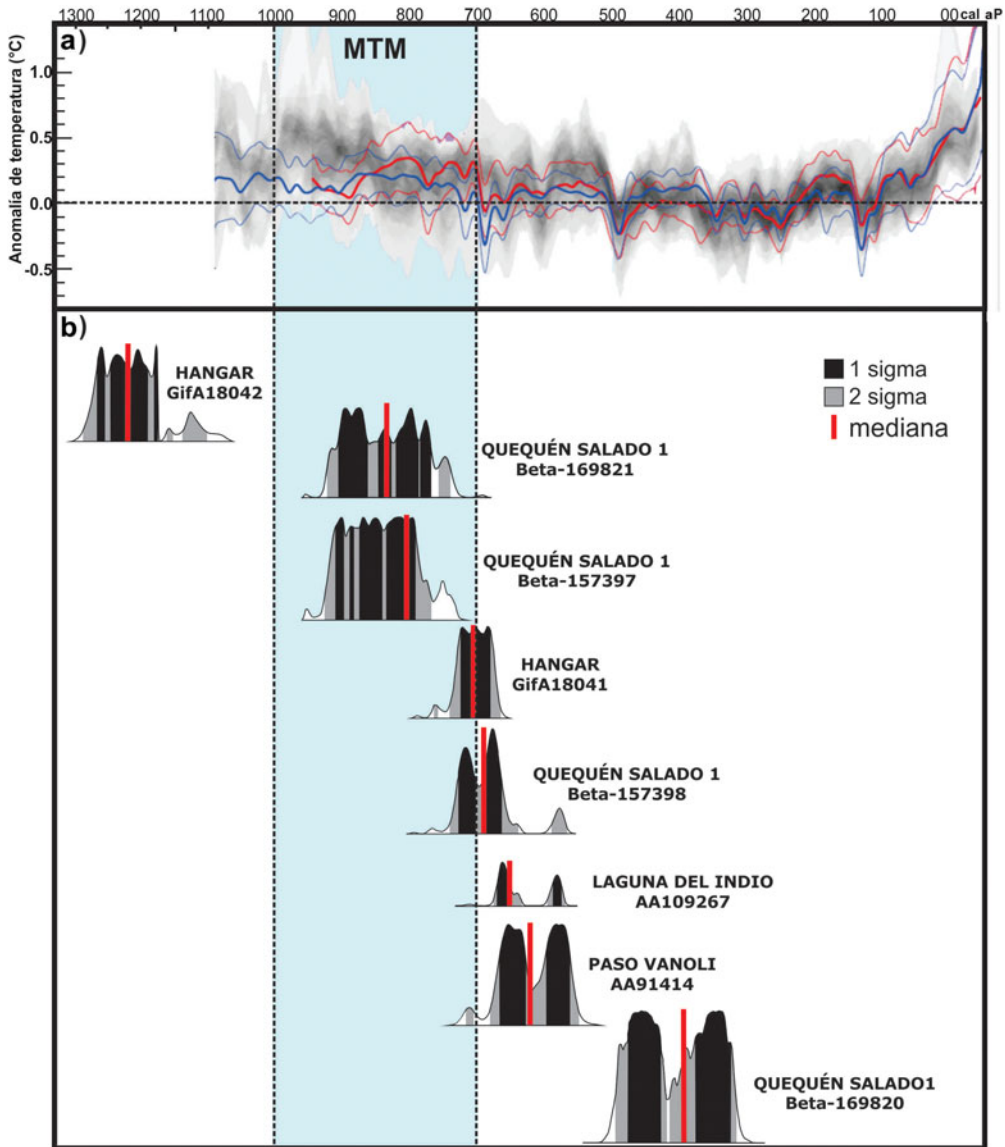 1300 1200 1100 1000 900 800 700 600 500 400 300 200 100 00 cal aP
a)
MTM
Anomalía de temperatura (°C)
1.0
0.5
0.0
-0.5
b)
HANGAR
GifA18042
1 sigma
2 sigma
mediana
QUEQUÉN SALADO 1
Beta-169821
QUEQUÉN SALADO 1
Beta-157397
HANGAR
GifA18041
QUEQUÉN SALADO 1
Beta-157398
LAGUNA DEL INDIO
AA109267
PASO VANOLI
AA91414
QUEQUÉN SALADO1
Beta-169820